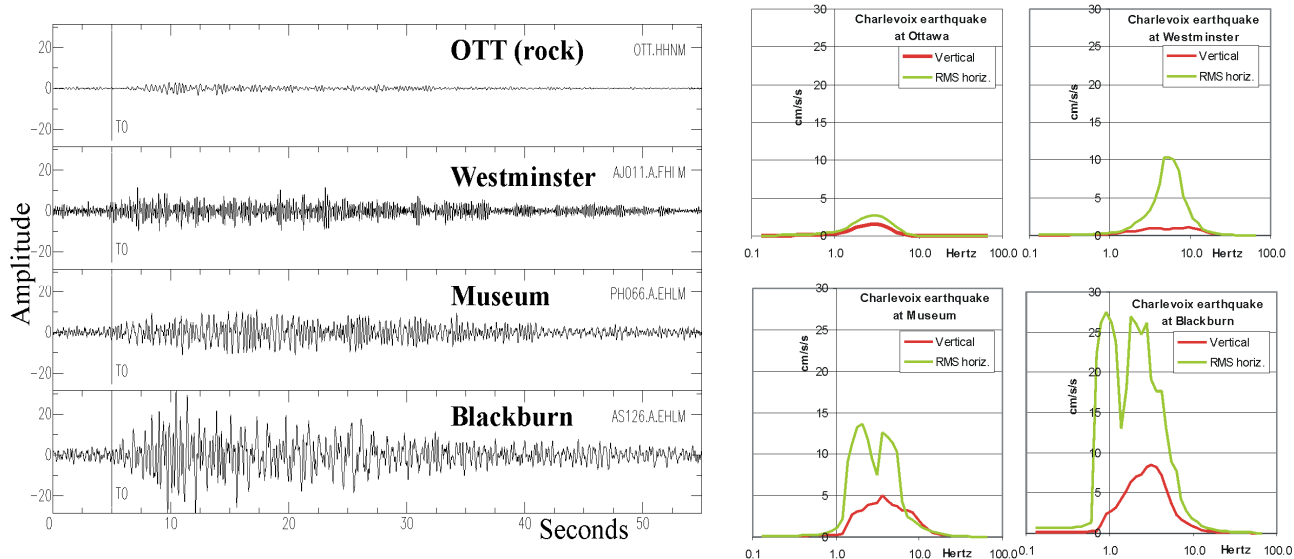 Amplitude
20
0
-20
OTT (rock)
OTT.HHNM
T0
20
0
-20
Westminster
AJ011.A.FHLM
T0
20
0
-20
Museum
PH066.A.EHLM
T0
20
0
-20
Blackburn
AS126.A.EHLM
T0
0 10 20 30 40 50
Seconds
Charlevoix earthquake
at Ottawa
Vertical
RMS horiz.
cm/s/s
30
25
20
15
10
5
0
0.1 1.0 10.0 Hertz 100.0
Charlevoix earthquake
at Westminster
Vertical
RMS horiz.
cm/s/s
30
25
20
15
10
5
0
0.1 1.0 10.0 Hertz 100.0
Charlevoix earthquake
at Museum
Vertical
RMS horiz.
cm/s/s
30
25
20
15
10
5
0
0.1 1.0 10.0 Hertz 100.0
Charlevoix earthquake
at Blackburn
Vertical
RMS horiz.
cm/s/s
30
25
20
15
10
5
0
0.1 1.0 10.0 Hertz 100.0